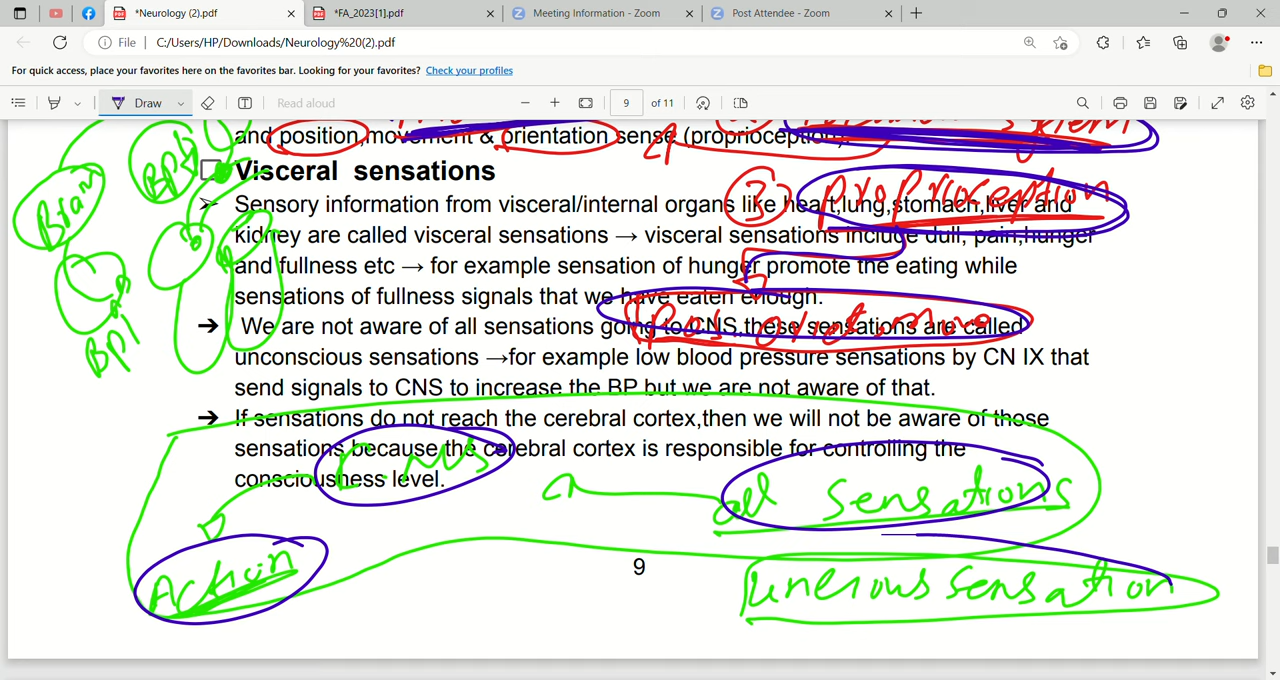 *Neurology (2).pdf
*FA_2023[1].pdf
Meeting Information - Zoom
Post Attendee - Zoom
File
C:/Users/HP/Downloads/Neurology%20(2).pdf
For quick access, place your favorites here on the favorites bar. Looking for your favorites? Check your profiles
Draw
Read aloud
9
of 11
and position,movement & orientation sense (proprioception).
Visceral sensations
Sensory information from visceral/internal organs like heart,lung,stomach,liver and
kidney are called visceral sensations → visceral sensations include dull, pain,hunger
and fullness etc → for example sensation of hunger promote the eating while
sensations of fullness signals that we have eaten enough.
We are not aware of all sensations going to CNS,these sensations are called
unconscious sensations →for example low blood pressure sensations by CN IX that
send signals to CNS to increase the BP but we are not aware of that.
If sensations do not reach the cerebral cortex,then we will not be aware of those
sensations because the cerebral cortex is responsible for controlling the
consciousness level.
9
Brain
BP↓
BP↑
③ Proprioception
C.NS
all sensations
Action
sensation